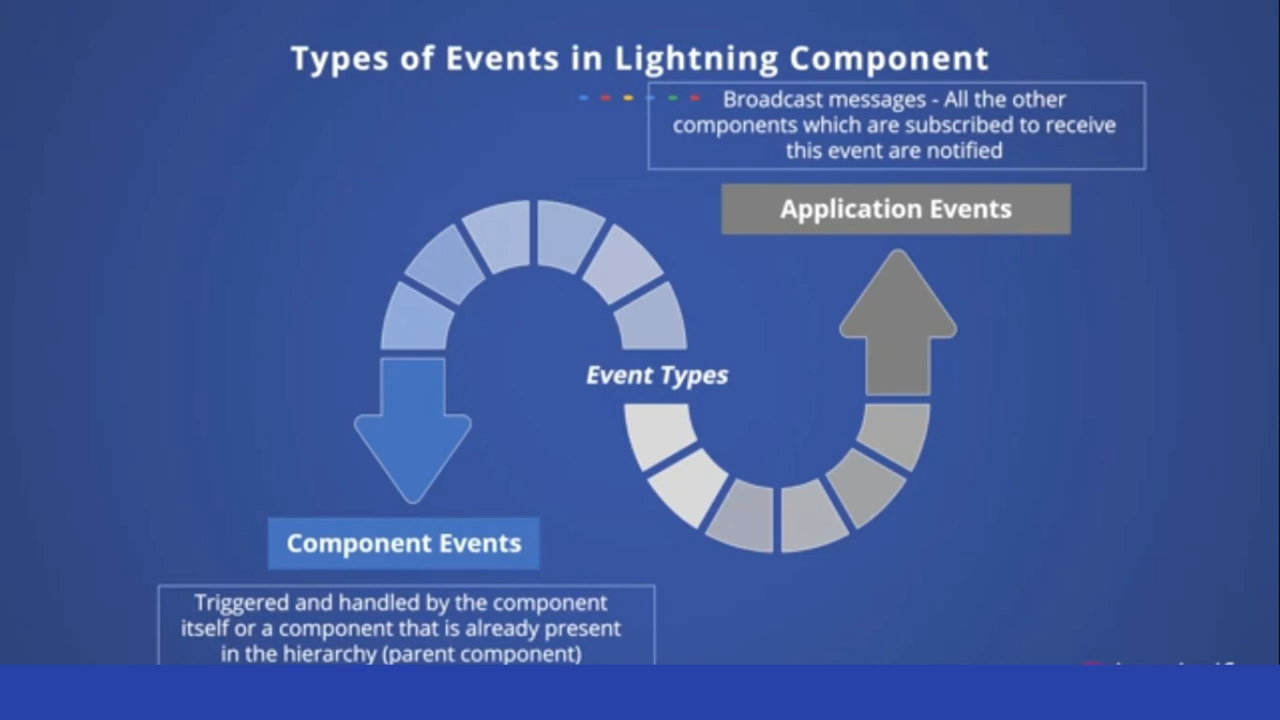 Types of Events in Lightning Component
Broadcast messages - All the other
components which are subscribed to receive
this event are notified
Application Events
Event Types
Component Events
Triggered and handled by the component
itself or a component that is already present
in the hierarchy (parent component)